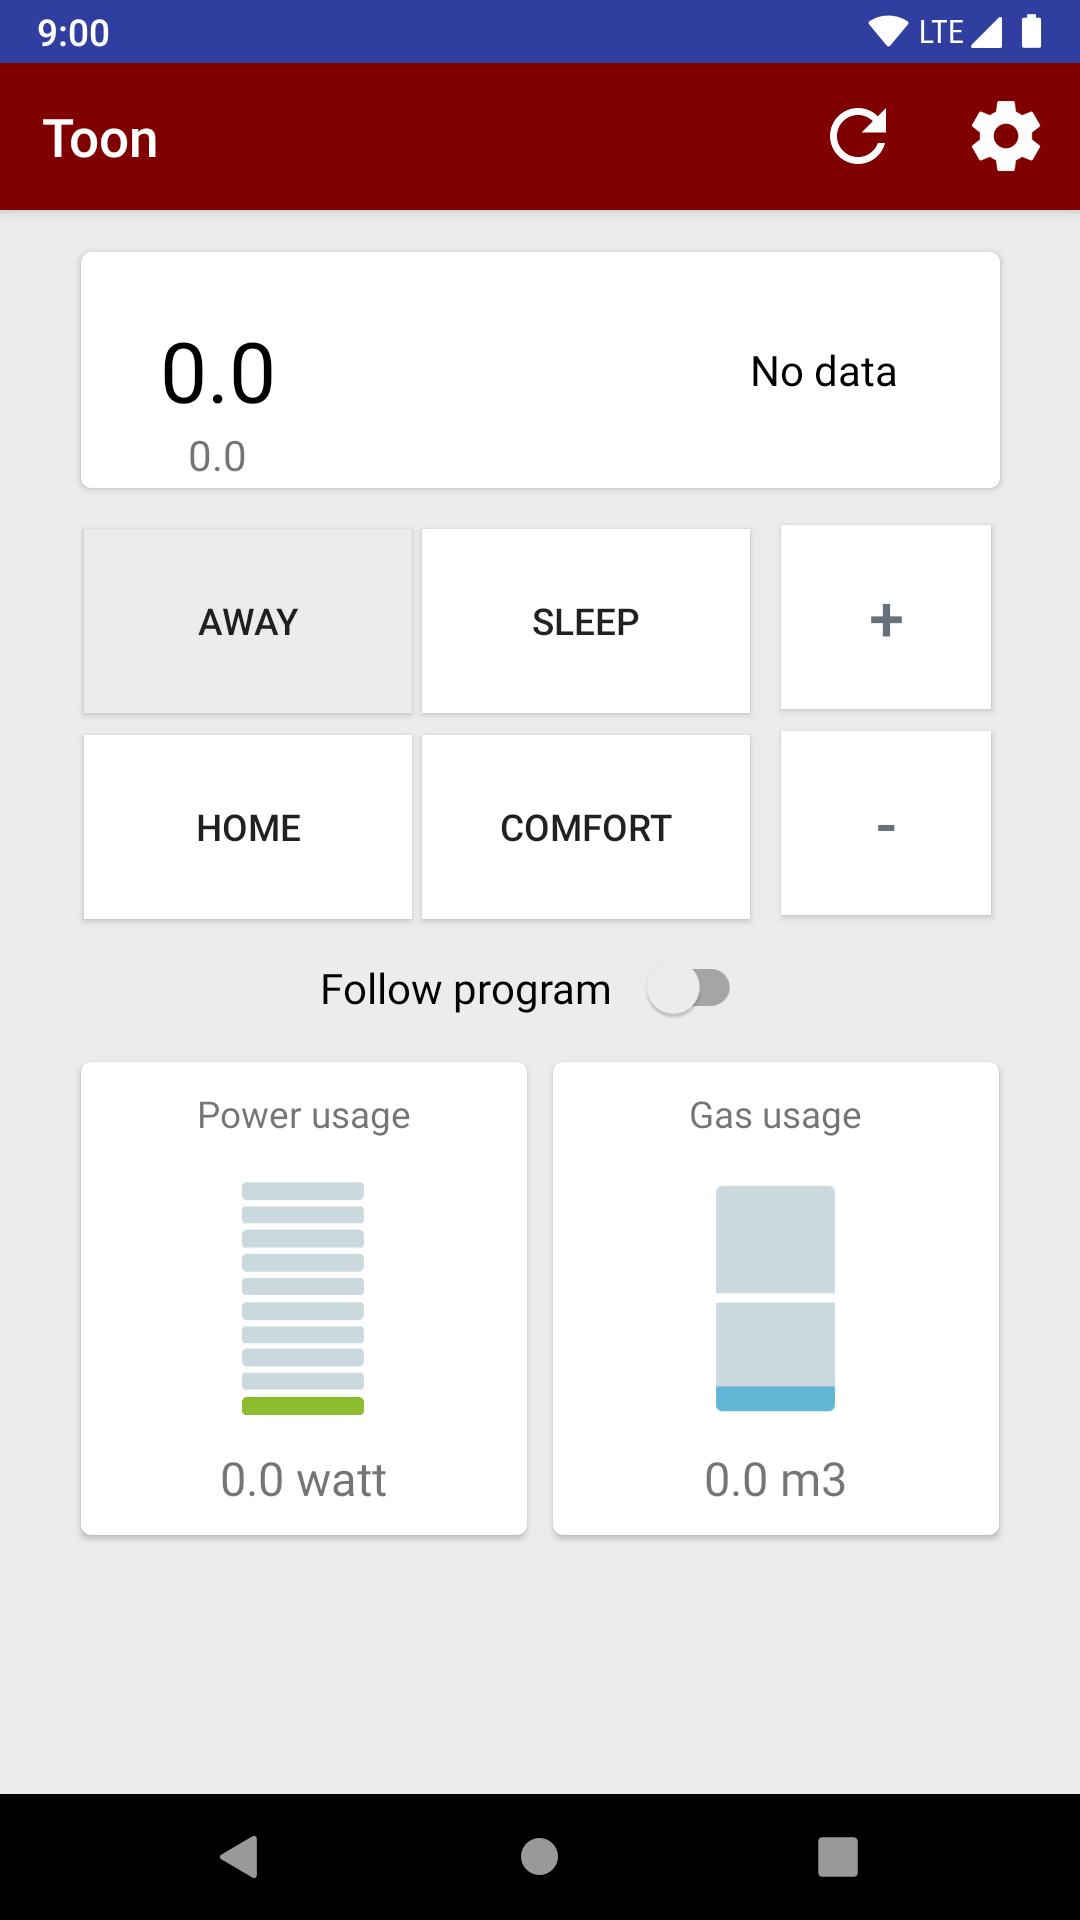 9:00 LTE
Toon
0.0
No data
0.0
AWAY SLEEP +
HOME COMFORT -
Follow program
Power usage Gas usage
0.0 watt 0.0 m3